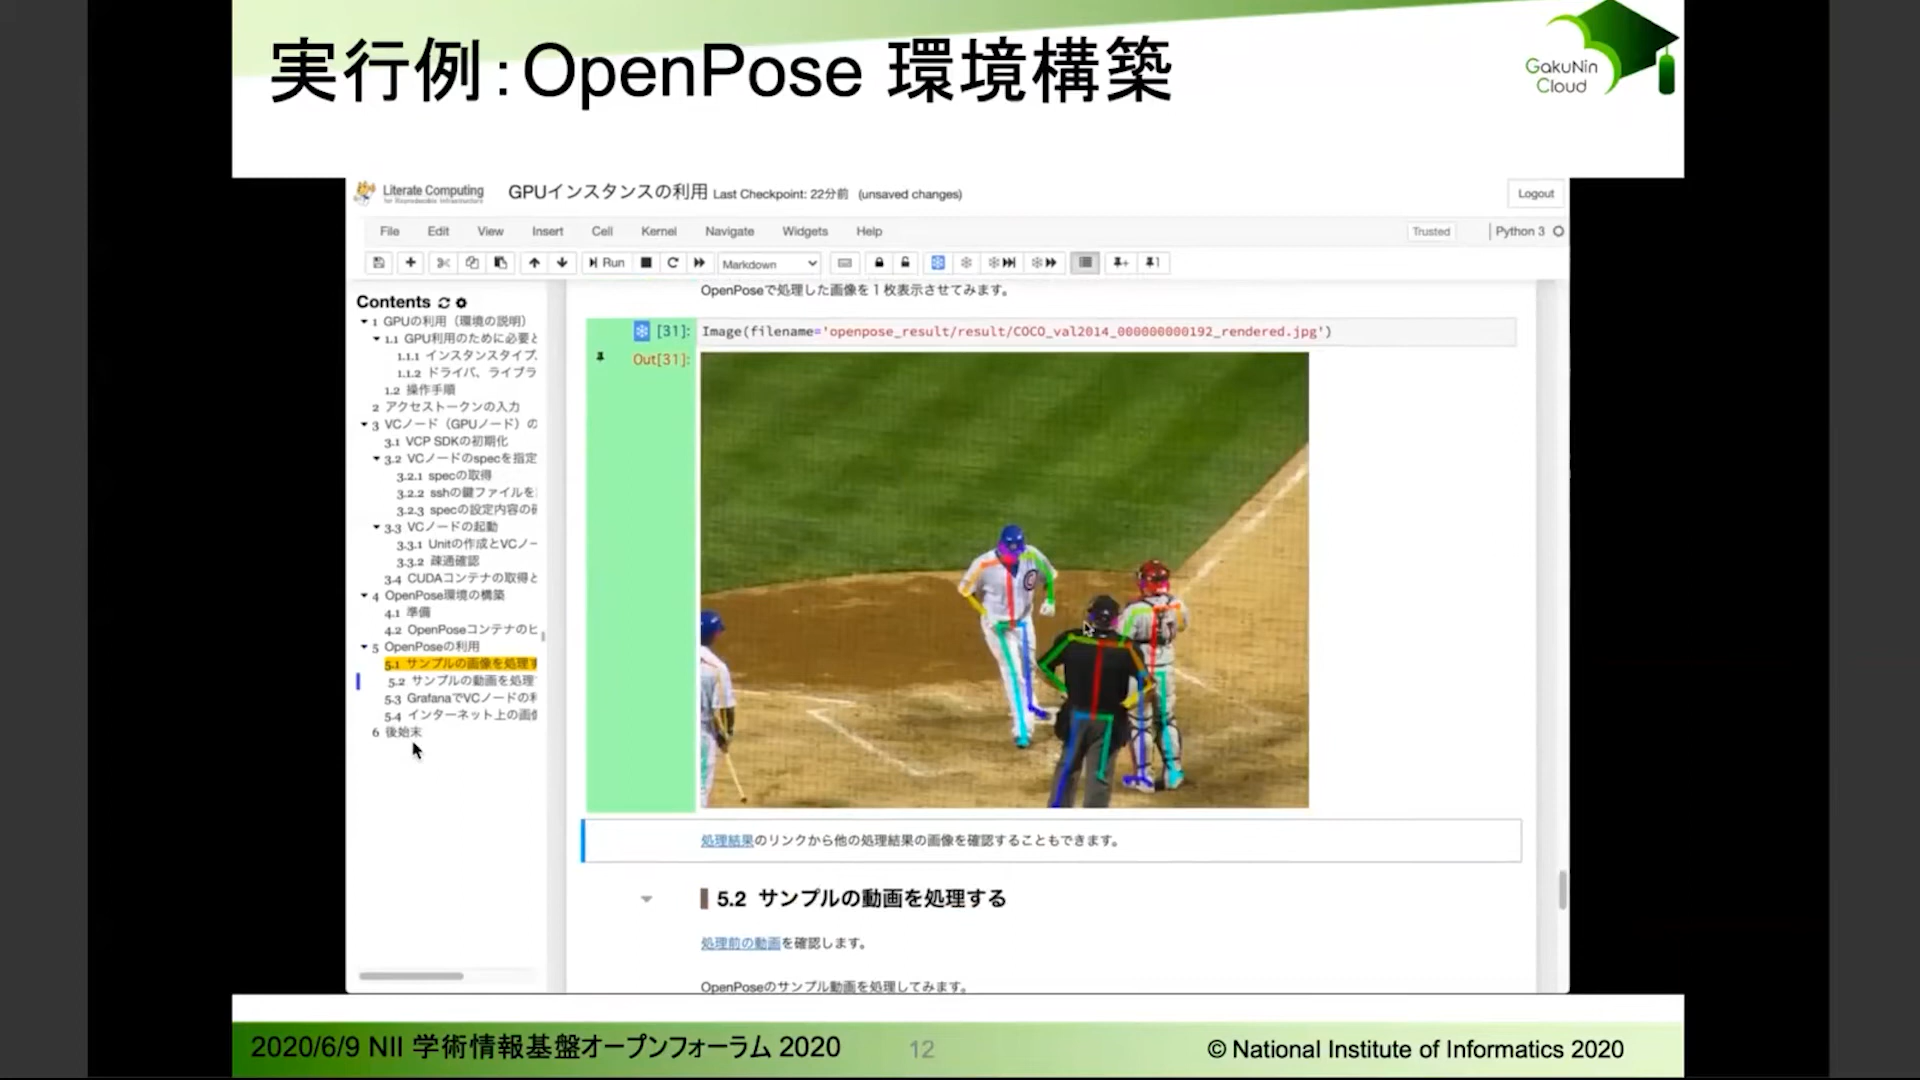 実行例：OpenPose 環境構築
GakuNin
Cloud
Literate Computing
for Reproducible Infrastructure
GPUインスタンスの利用 Last Checkpoint: 22分前 (unsaved changes)
Logout
File Edit View Insert Cell Kernel Navigate Widgets Help
Trusted
Python 3
Run
Markdown
Contents
1 GPUの利用（環境の説明）
1.1 GPU利用のために必要と
1.1.1 インスタンスタイプ、
1.1.2 ドライバ、ライブラ
1.2 操作手順
2 アクセストークンの入力
3 VCノード（GPUノード）の
3.1 VCP SDKの初期化
3.2 VCノードのspecを指定
3.2.1 specの取得
3.2.2 sshの鍵ファイルを
3.2.3 specの設定内容の
3.3 VCノードの起動
3.3.1 Unitの作成とVCノー
3.3.2 疎通確認
3.4 CUDAコンテナの取得と
4 OpenPose環境の構築
4.1 準備
4.2 OpenPoseコンテナのビ
5 OpenPoseの利用
5.1 サンプルの画像を処理す
5.2 サンプルの動画を処理
5.3 GrafanaでVCノードの
5.4 インターネット上の画像
6 後始末
OpenPoseで処理した画像を１枚表示させてみます。
[31]: Image(filename='openpose_result/result/COCO_val2014_000000000192_rendered.jpg')
Out[31]:
処理結果のリンクから他の処理結果の画像を確認することもできます。
5.2 サンプルの動画を処理する
処理前の動画を確認します。
OpenPoseのサンプル動画を処理してみます。
2020/6/9 NII 学術情報基盤オープンフォーラム 2020
12
© National Institute of Informatics 2020